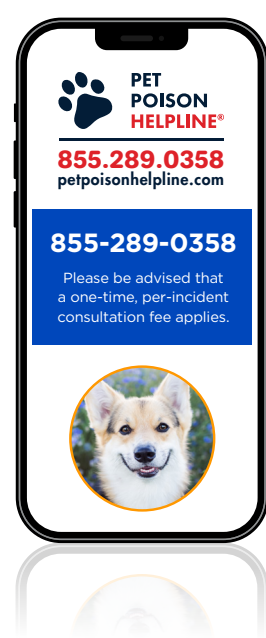 PET
POISON
HELPLINE®
855.289.0358
petpoisonhelpline.com
855-289-0358
Please be advised that
a one-time, per-incident
consultation fee applies.